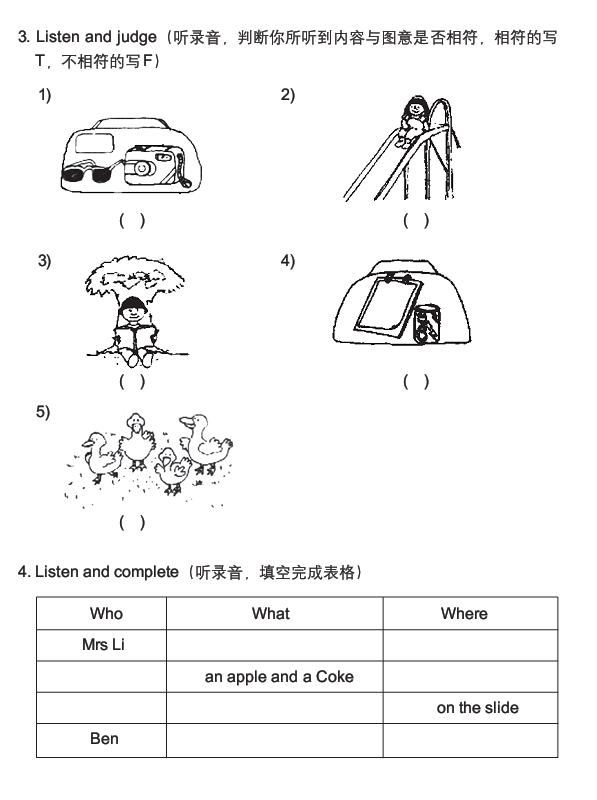 3. Listen and judge（听录音，判断你所听到内容与图意是否相符，相符的写
T，不相符的写F）
1)
2)
(  )
(  )
3)
4)
(  )
(  )
5)
(  )
4. Listen and complete（听录音，填空完成表格）
Who What Where
Mrs Li
an apple and a Coke
on the slide
Ben